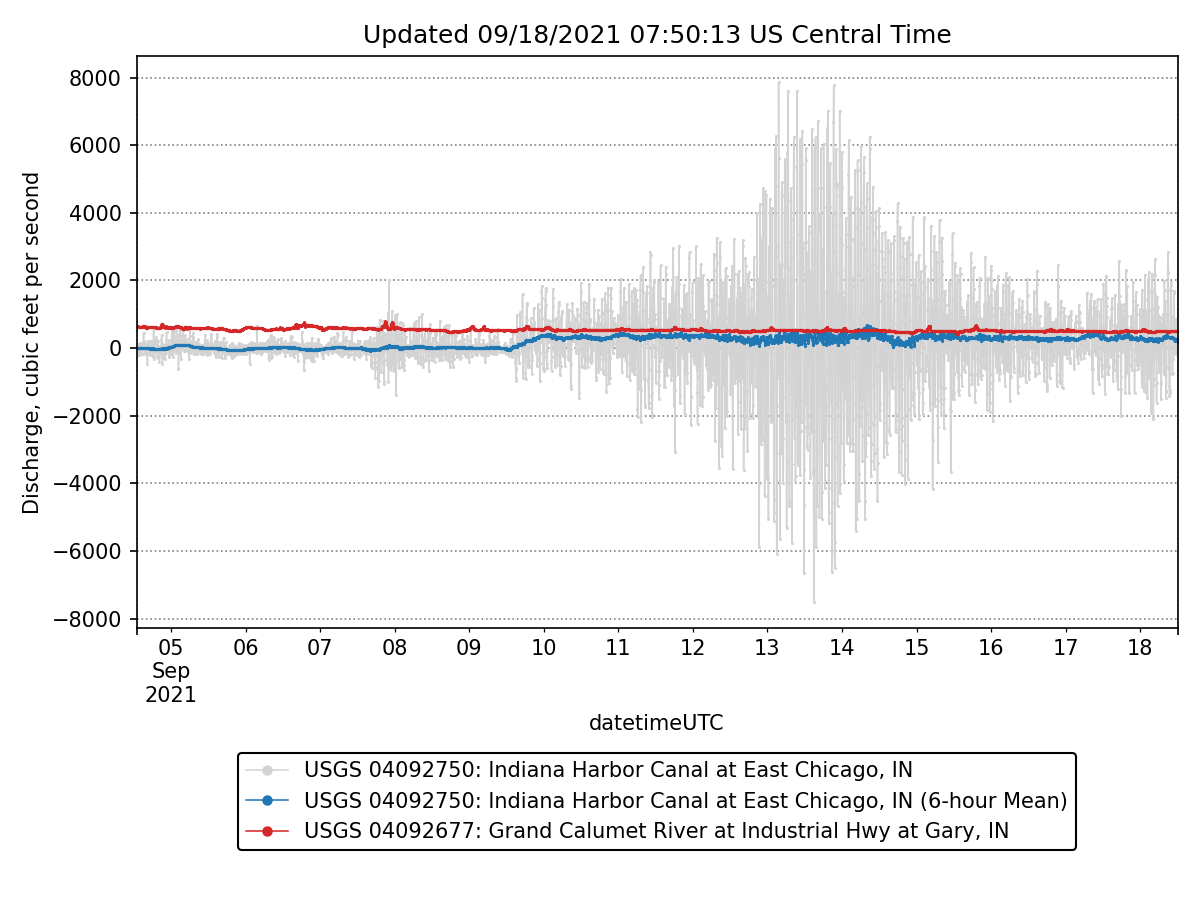 Updated 09/18/2021 07:50:13 US Central Time
Discharge, cubic feet per second
8000
6000
4000
2000
0
−2000
−4000
−6000
−8000
05 06 07 08 09 10 11 12 13 14 15 16 17 18
Sep
2021
datetimeUTC
USGS 04092750: Indiana Harbor Canal at East Chicago, IN
USGS 04092750: Indiana Harbor Canal at East Chicago, IN (6-hour Mean)
USGS 04092677: Grand Calumet River at Industrial Hwy at Gary, IN